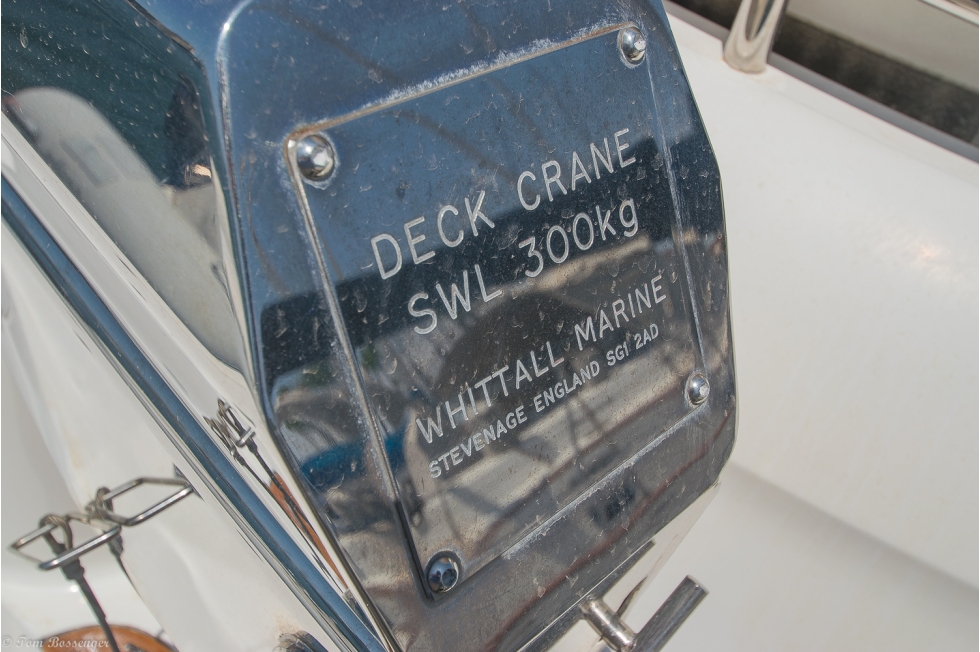 DECK CRANE
SWL 300kg
WHITTALL MARINE
STEVENAGE ENGLAND SG1 2AD
© Tom Bossenger